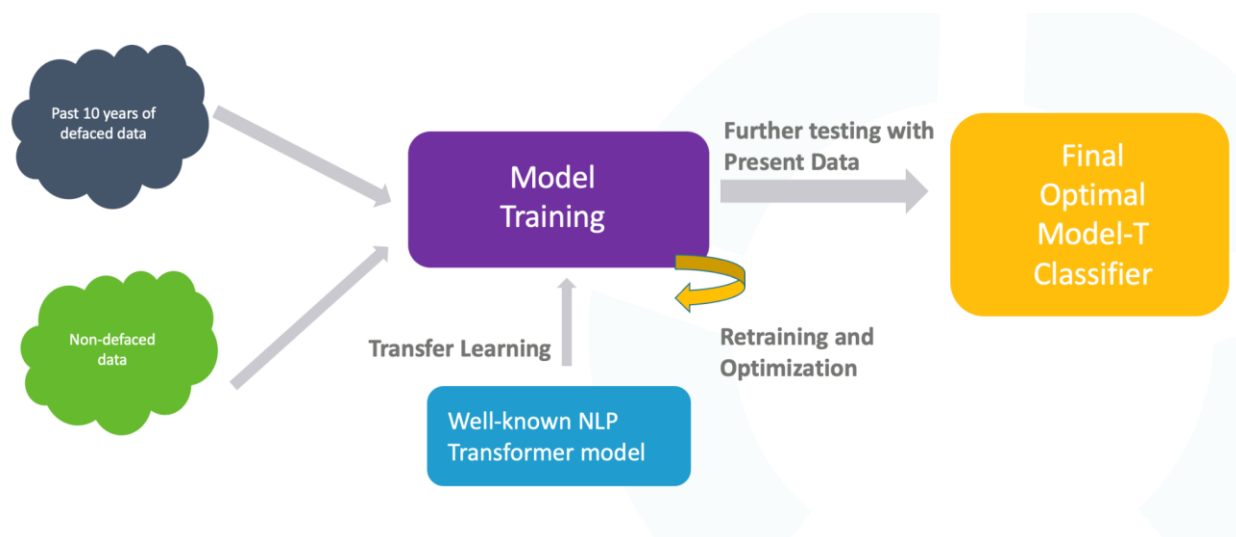 Past 10 years of
defaced data
Non-defaced
data
Model
Training
Transfer Learning
Well-known NLP
Transformer model
Further testing with
Present Data
Retraining and
Optimization
Final
Optimal
Model-T
Classifier